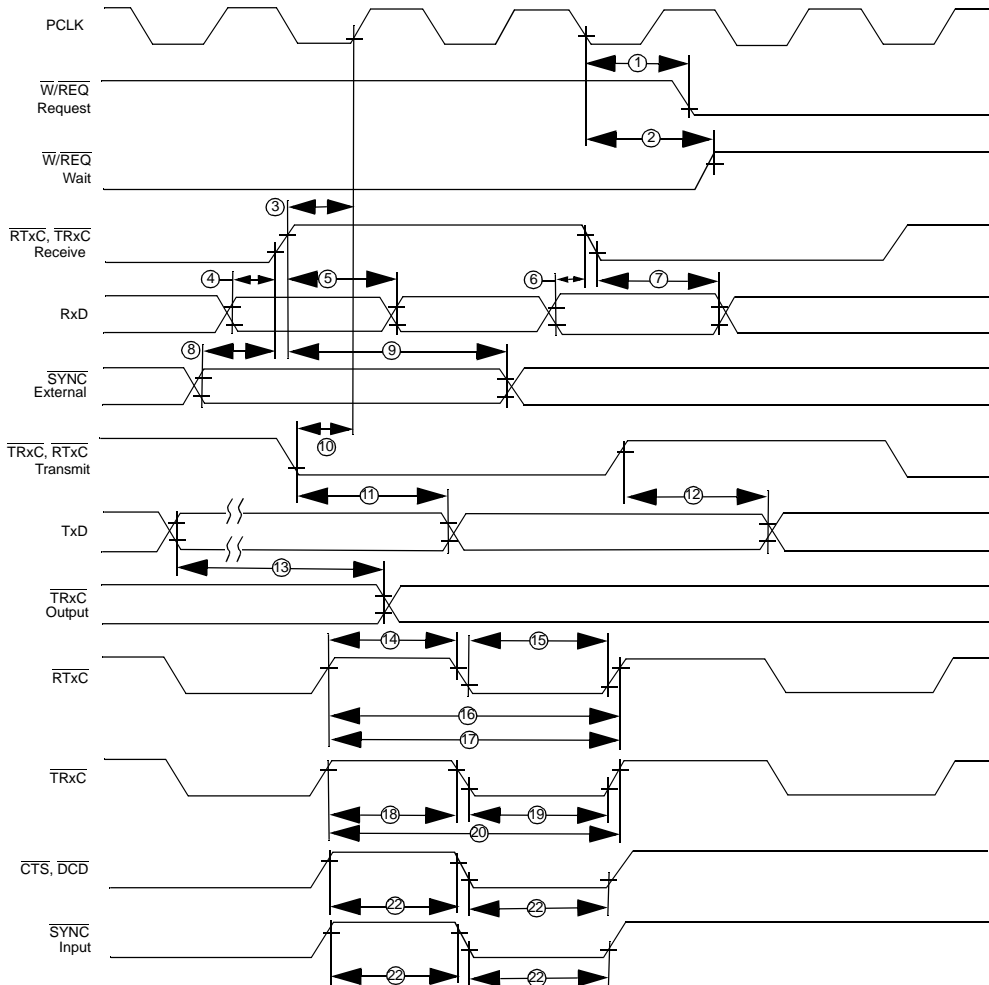 PCLK
1
W/REQ
Request
2
W/REQ
Wait
3
RTxC, TRxC
Receive
4
5
6
7
RxD
8
9
SYNC
External
10
TRxC, RTxC
Transmit
11
12
TxD
13
TRxC
Output
14
15
RTxC
16
17
TRxC
18
19
20
CTS, DCD
22
22
SYNC
Input
22
22